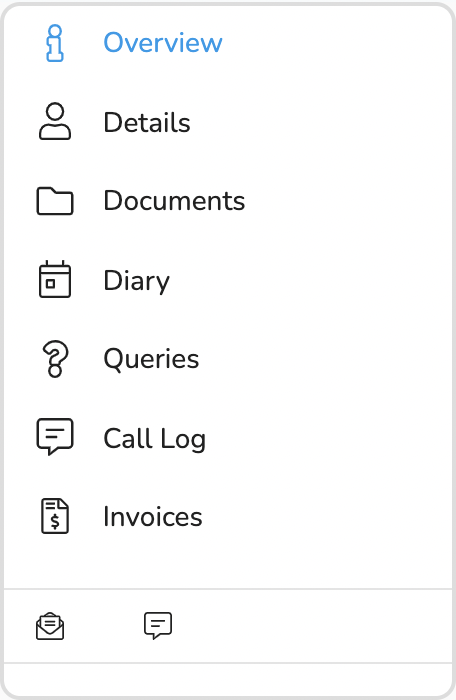 Overview
Details
Documents
Diary
Queries
Call Log
Invoices